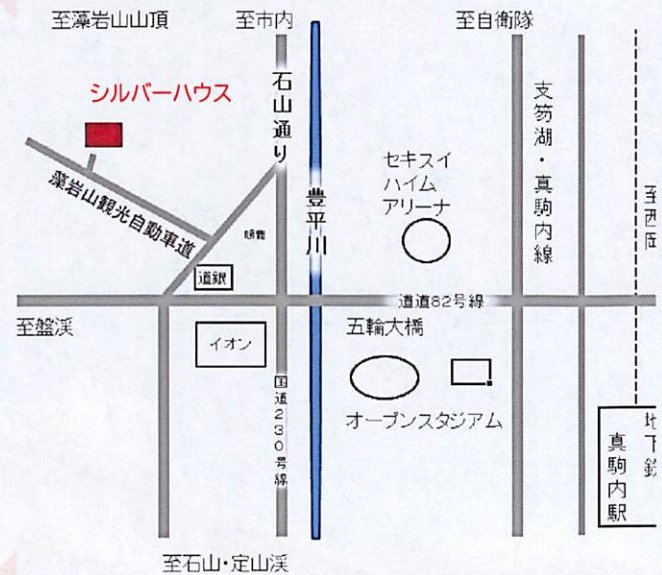 至藻岩山山頂
至市内
至自衛隊
シルバーハウス
石山通り
支笏湖・真駒内線
セキスイ
ハイム
アリーナ
藻岩山観光自動車道
豊平川
至西岡
道銀
道道82号線
至盤渓
五輪大橋
イオン
国道230号線
オープンスタジアム
地下鉄
真駒内駅
至石山・定山渓